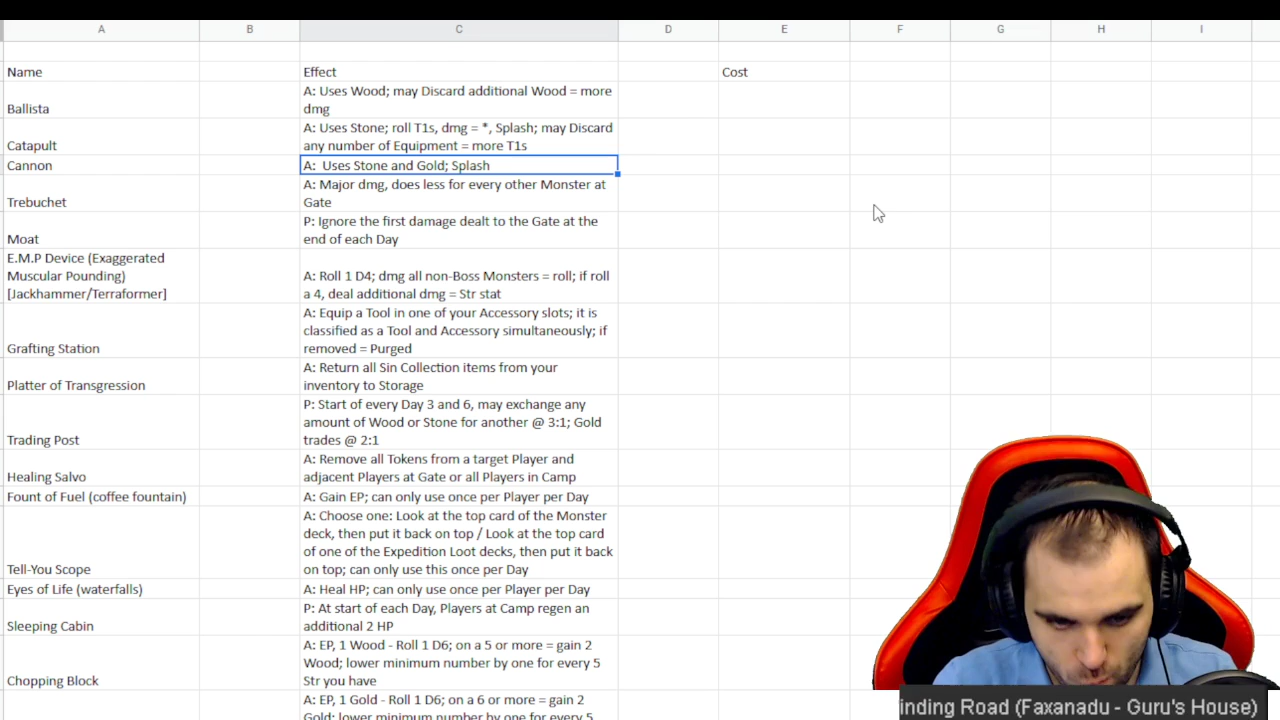 A B C D E F G H I
Name Effect Cost
A: Uses Wood; may Discard additional Wood = more
Ballista dmg
A: Uses Stone; roll T1s, dmg = *, Splash; may Discard
Catapult any number of Equipment = more T1s
Cannon A:  Uses Stone and Gold; Splash
A: Major dmg, does less for every other Monster at
Trebuchet Gate
P: Ignore the first damage dealt to the Gate at the
Moat end of each Day
E.M.P Device (Exaggerated
Muscular Pounding) A: Roll 1 D4; dmg all non-Boss Monsters = roll; if roll
[Jackhammer/Terraformer] a 4, deal additional dmg = Str stat
A: Equip a Tool in one of your Accessory slots; it is
classified as a Tool and Accessory simultaneously; if
Grafting Station removed = Purged
A: Return all Sin Collection items from your
Platter of Transgression inventory to Storage
P: Start of every Day 3 and 6, may exchange any
amount of Wood or Stone for another @ 3:1; Gold
Trading Post trades @ 2:1
A: Remove all Tokens from a target Player and
Healing Salvo adjacent Players at Gate or all Players in Camp
Fount of Fuel (coffee fountain) A: Gain EP; can only use once per Player per Day
A: Choose one: Look at the top card of the Monster
deck, then put it back on top / Look at the top card
of one of the Expedition Loot decks, then put it back
Tell-You Scope on top; can only use this once per Day
Eyes of Life (waterfalls) A: Heal HP; can only use once per Player per Day
P: At start of each Day, Players at Camp regen an
Sleeping Cabin additional 2 HP
A: EP, 1 Wood - Roll 1 D6; on a 5 or more = gain 2
Wood; lower minimum number by one for every 5
Chopping Block Str you have
A: EP, 1 Gold - Roll 1 D6; on a 6 or more = gain 2
Gold; lower minimum number by one for every 5
inding Road (Faxanadu - Guru's House)